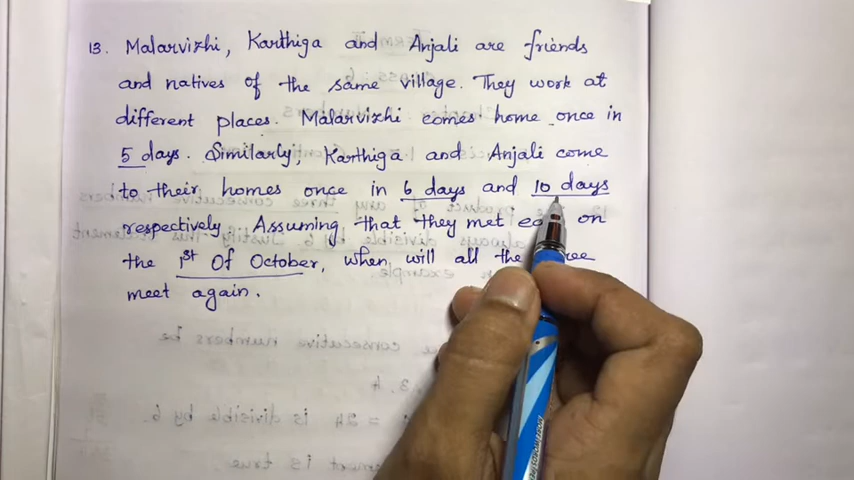 13. Malarvizhi, Karthiga and Anjali are friends
and natives of the same village. They work at
different places. Malarvizhi comes home once in
5 days. Similarly, Karthiga and Anjali come
to their homes once in 6 days and 10 days
respectively. Assuming that they met on
the 1st Of October, when will all the
meet again.